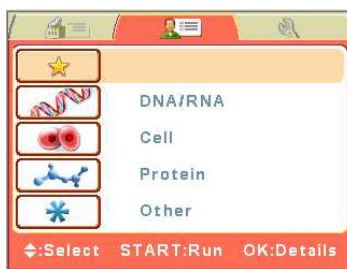 DNA/RNA
Cell
Protein
Other
:Select START:Run OK:Details